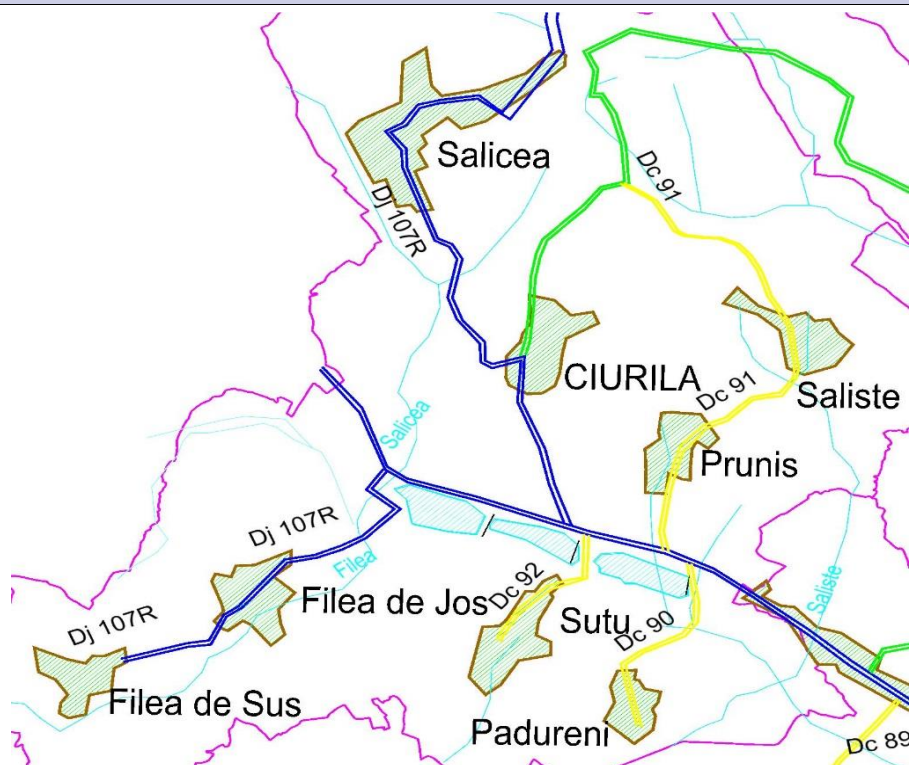 Salicea
Dj 107R
Dc 91
CIURILA
Saliste
Dc 91
Prunis
Salicea
Dj 107R
Filea
Filea de Jos
Dj 107R
Filea de Sus
Dc 92
Sutu
Dc 90
Padureni
Saliste
Dc 89